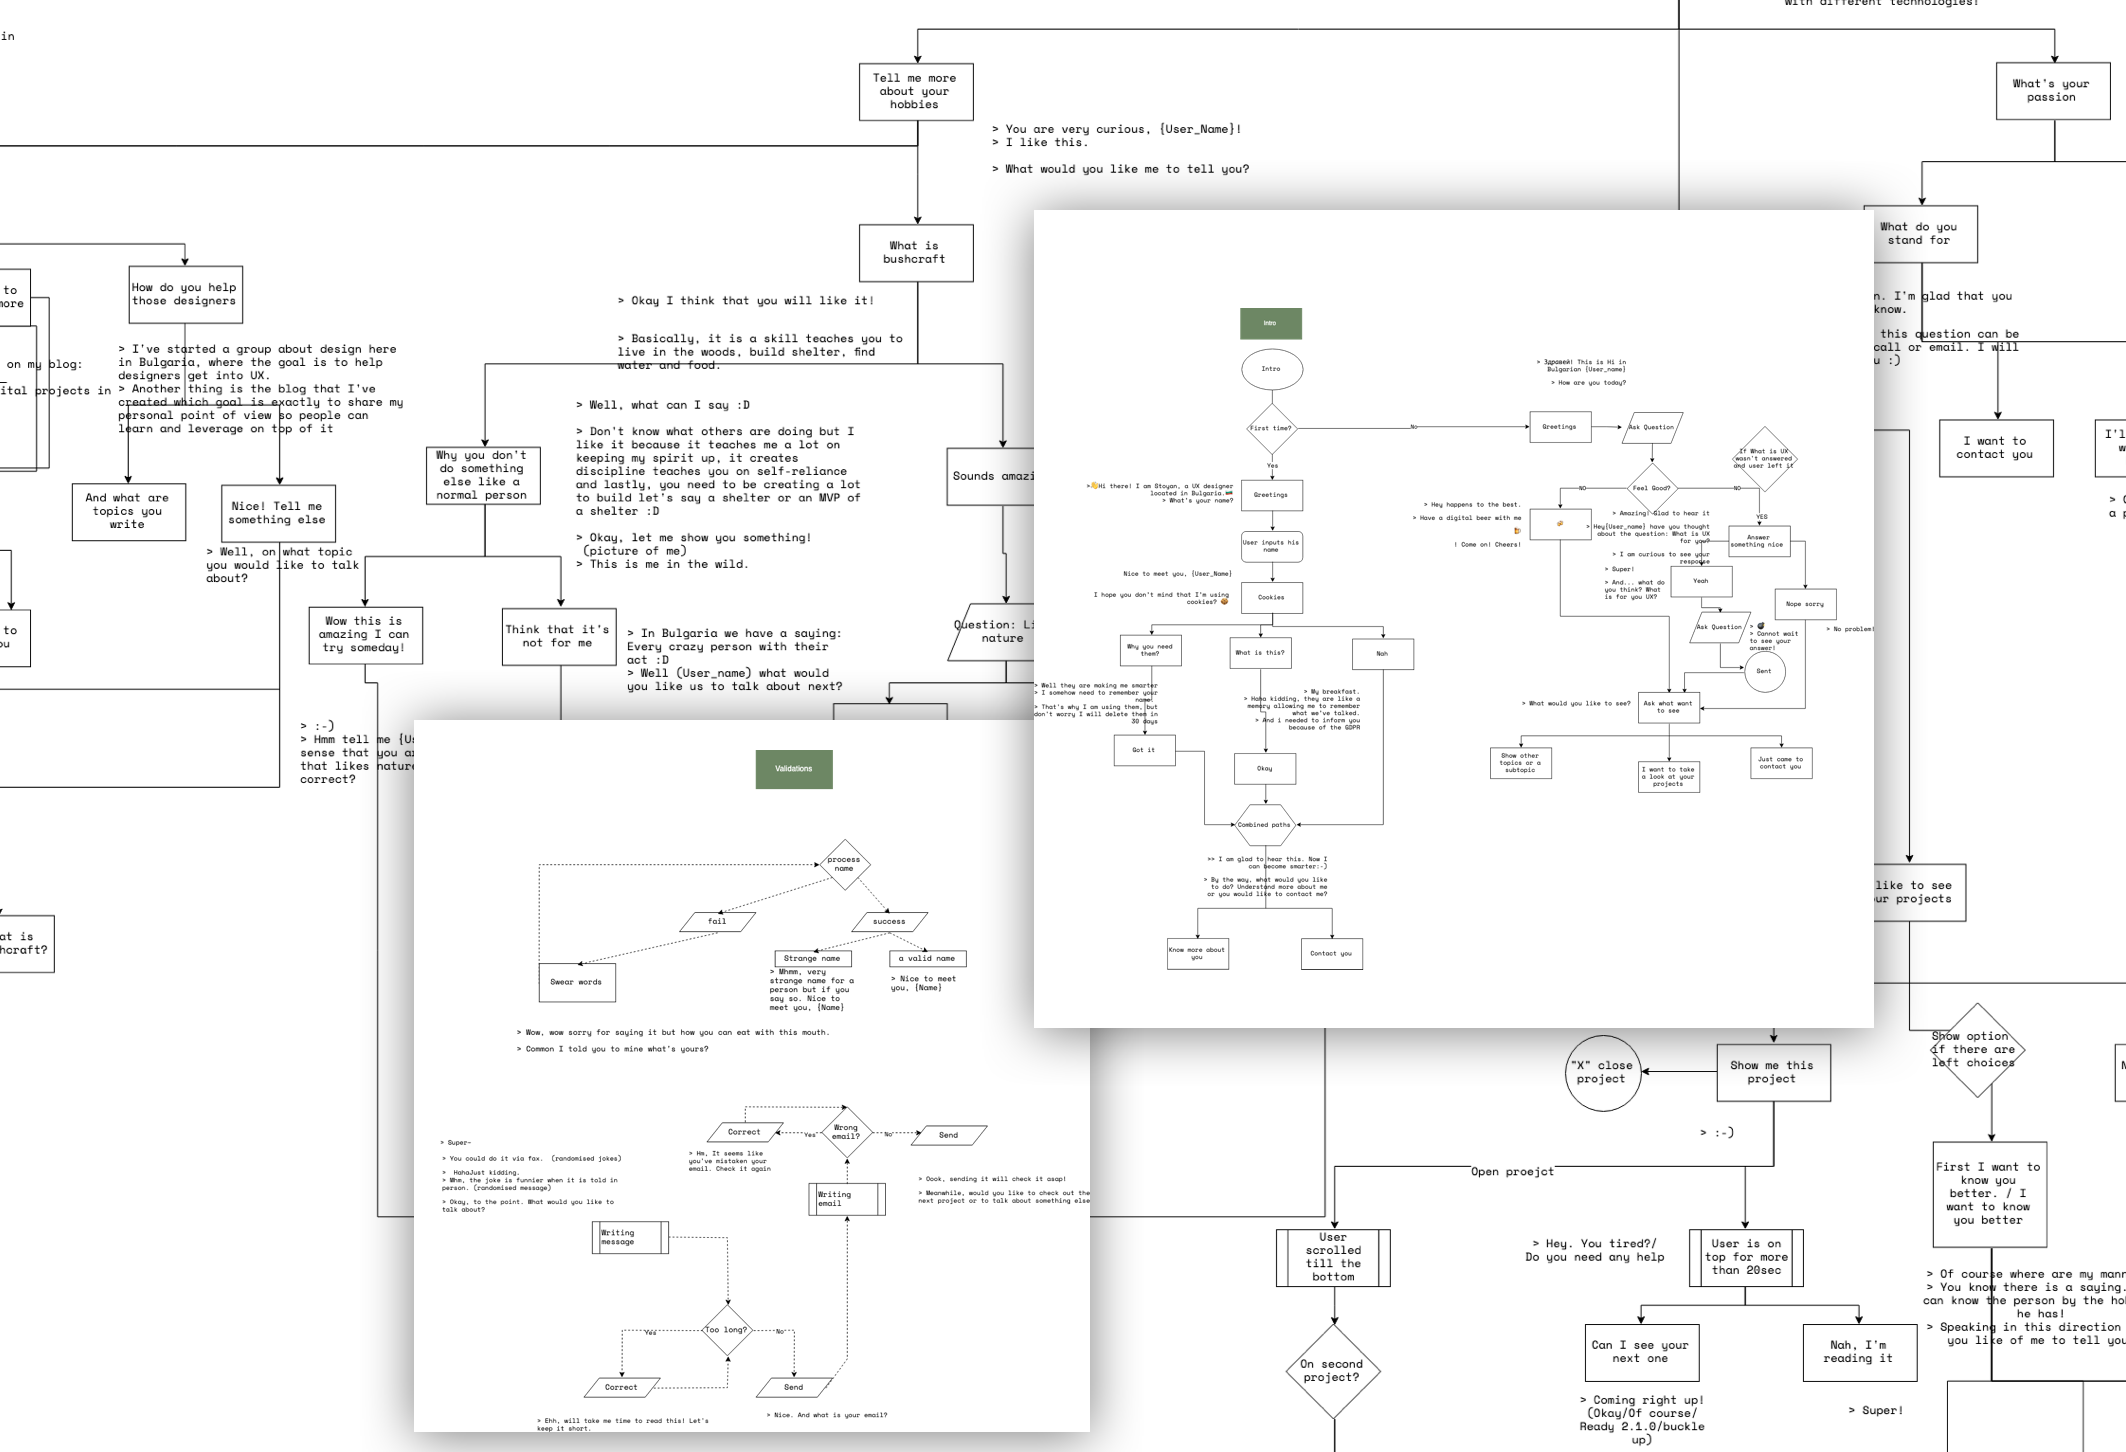 with different technologies!
in
Tell me more
about your
hobbies
What's your
passion
> You are very curious, {User_Name}!
> I like this.
> What would you like me to tell you?
What is
bushcraft
What do you
stand for
How do you help
those designers
to
more
> Okay I think that you will like it!
> Basically, it is a skill teaches you to
live in the woods, build shelter, find
water and food.
n. I'm glad that you
know.
this question can be
call or email. I will
u :)
on my blog:
ital projects in
> I've started a group about design here
in Bulgaria, where the goal is to help
designers get into UX.
> Another thing is the blog that I've
created which goal is exactly to share my
personal point of view so people can
learn and leverage on top of it
> Well, what can I say :D
> Don't know what others are doing but I
like it because it teaches me a lot on
keeping my spirit up, it creates
discipline teaches you on self-reliance
and lastly, you need to be creating a lot
to build let's say a shelter or an MVP of
a shelter :D
> Okay, let me show you something!
(picture of me)
> This is me in the wild.
Why you don't
do something
else like a
normal person
Sounds amazi
I want to
contact you
I'l
w
And what are
topics you
write
Nice! Tell me
something else
> Well, on what topic
you would like to talk
about?
a p
to
ou
Wow this is
amazing I can
try someday!
Think that it's
not for me
Question: Li
nature
> In Bulgaria we have a saying:
Every crazy person with their
act :D
> Well (User_name) what would
you like us to talk about next?
> :-)
> Hmm tell me {Us
sense that you ar
that likes nature
correct?
at is
hcraft?
Intro
Intro
First time?
No
Yes
> Здравей! This is Hi in
Bulgarian {User_name}
> How are you today?
Greetings
Ask Question
If What is UX
wasn't answered
and user left it
Feel Good?
NO
NO
YES
>👋Hi there! I am Stoyan, a UX designer
located in Bulgaria.🇧🇬
> What's your name?
Greetings
User inputs his
name
Nice to meet you, {User_Name}
I hope you don't mind that I'm using
cookies? 🍪
Cookies
> Hey happens to the best.
> Have a digital beer with me
🍺
! Come on! Cheers!
🍻
> Amazing! Glad to hear it
> Hey{User_name} have you thought
about the question: What is UX
for you?
> I am curious to see your
response
Answer
something nice
> Super!
> And... what do
you think? What
is for you UX?
Yeah
Nope sorry
Ask Question
> Cannot wait
to see your
answer!
> No problem!
Sent
Why you need
them?
What is this?
Nah
> Well they are making me smarter
> I somehow need to remember your
name
> That's why I am using them, but
don't worry I will delete them in
30 days
> My breakfast.
> Haha kidding, they are like a
memory allowing me to remember
what we've talked.
> And i needed to inform you
because of the GDPR
> What would you like to see?
Ask what want
to see
Got it
Okay
Show other
topics or a
subtopic
I want to take
a look at your
projects
Just came to
contact you
Combined paths
>> I am glad to hear this. Now I
can become smarter:-)
> By the way, what would you like
to do? Understand more about me
or you would like to contact me?
Know more about
you
Contact you
Validations
process
name
fail
success
Swear words
Strange name
a valid name
> Mhmm, very
strange name for a
person but if you
say so. Nice to
meet you, {Name}
> Nice to meet
you, {Name}
> Wow, wow sorry for saying it but how you can eat with this mouth.
> Common I told you to mine what's yours?
Correct
Yes
Wrong
email?
No
Send
> Hm, It seems like
you've mistaken your
email. Check it again
> Super-
> You could do it via fax.  (randomised jokes)
>  HahaJust kidding.
> Mhm, the joke is funnier when it is told in
person. (randomised message)
> Okay, to the point. What would you like to
talk about?
Writing
email
> Oook, sending it will check it asap!
> Meanwhile, would you like to check out the
next project or to talk about something else
Writing
message
Too long?
Yes
No
Correct
Send
> Ehh, will take me time to read this! Let's
keep it short.
> Nice. And what is your email?
like to see
ur projects
"X" close
project
Show me this
project
Show option
if there are
left choices
N
> :-)
Open proejct
First I want to
know you
better. / I
want to know
you better
User
scrolled
till the
bottom
> Hey. You tired?/
Do you need any help
User is on
top for more
than 20sec
> Of course where are my mann
> You know there is a saying.
can know the person by the hob
he has!
> Speaking in this direction
you like of me to tell you
On second
project?
Can I see your
next one
Nah, I'm
reading it
> Coming right up!
(Okay/Of course/
Ready 2.1.0/buckle
up)
> Super!